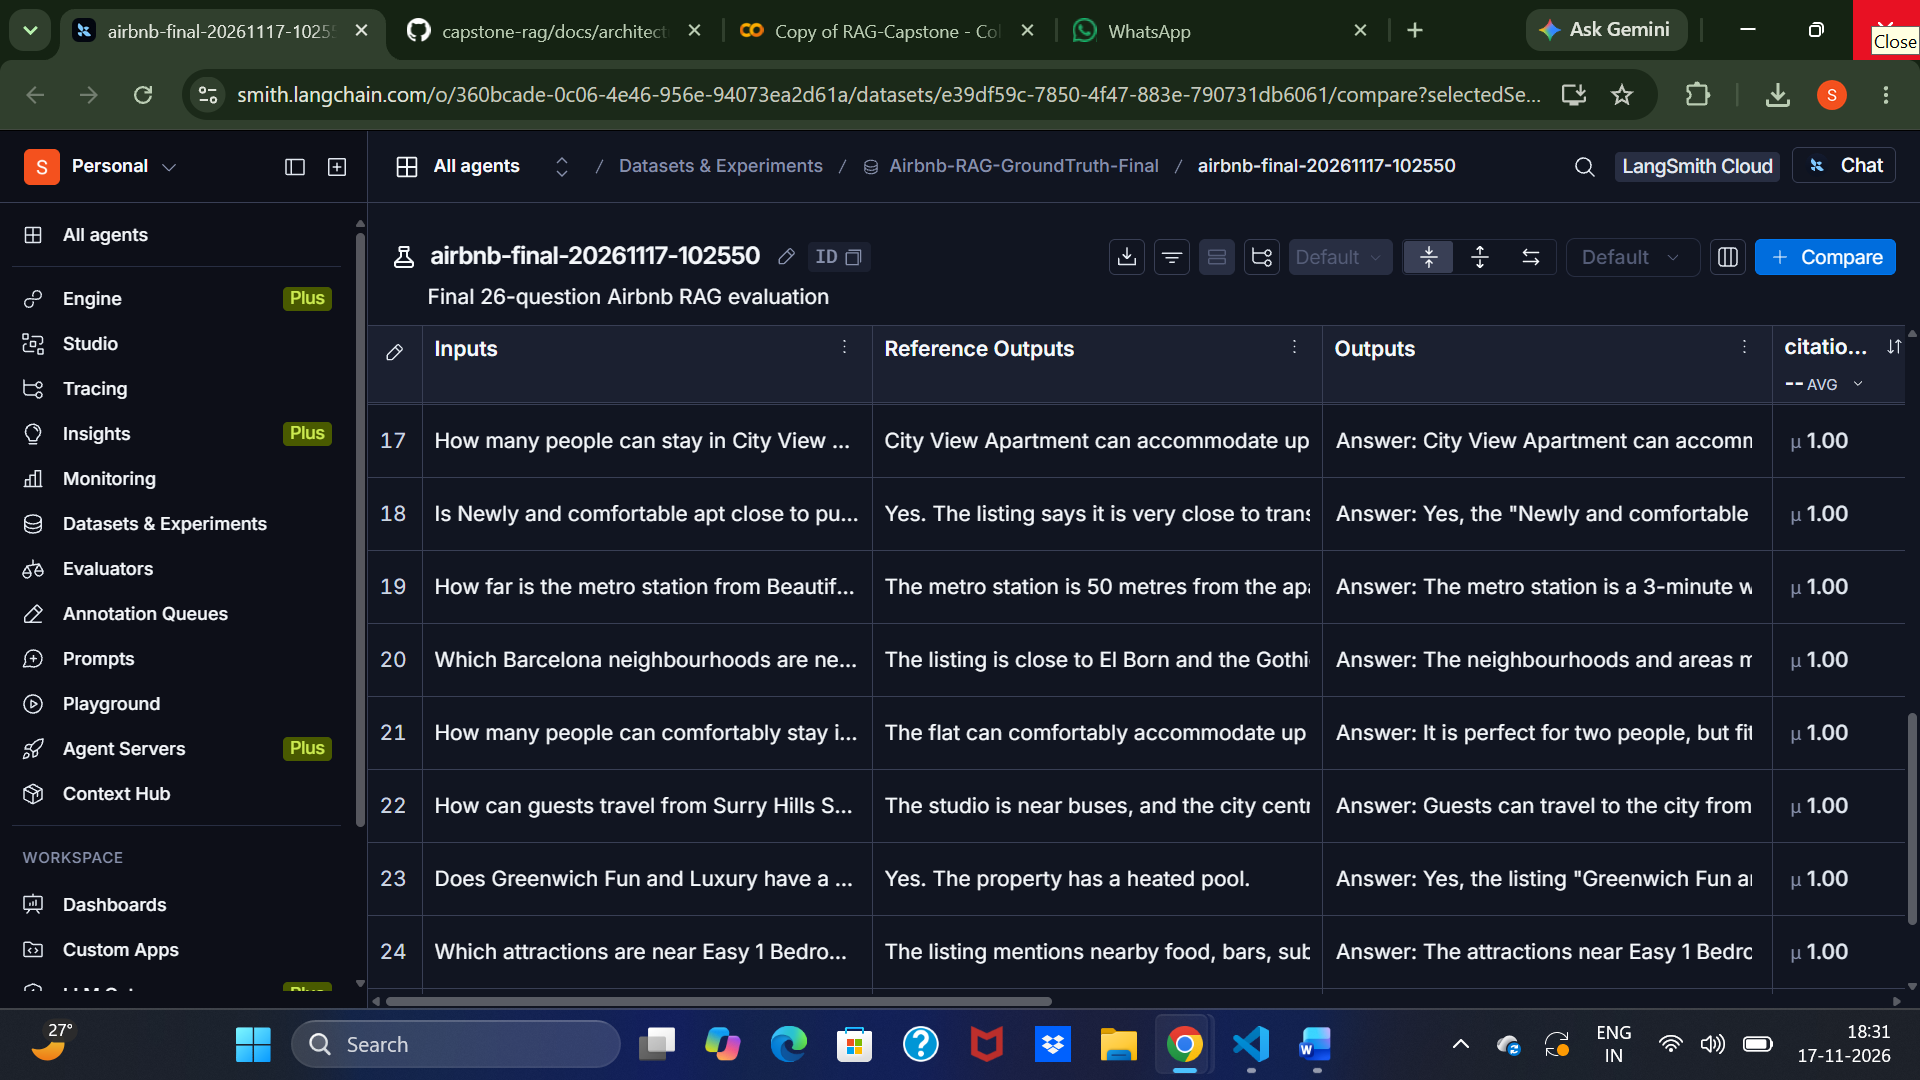 airbnb-final-20261117-1025
capstone-rag/docs/architect
Copy of RAG-Capstone - Co
WhatsApp
Ask Gemini
Close
smith.langchain.com/o/360bcade-0c06-4e46-956e-94073ea2d61a/datasets/e39df59c-7850-4f47-883e-790731db6061/compare?selectedSe...
S
S Personal
All agents / Datasets & Experiments / Airbnb-RAG-GroundTruth-Final / airbnb-final-20261117-102550
LangSmith Cloud
Chat
All agents
Engine Plus
Studio
Tracing
Insights Plus
Monitoring
Datasets & Experiments
Evaluators
Annotation Queues
Prompts
Playground
Agent Servers Plus
Context Hub
WORKSPACE
Dashboards
Custom Apps
airbnb-final-20261117-102550 ID
Default
Default
+ Compare
Final 26-question Airbnb RAG evaluation
Inputs Reference Outputs Outputs citatio...
-- AVG
17 How many people can stay in City View ... City View Apartment can accommodate up Answer: City View Apartment can accomm μ 1.00
18 Is Newly and comfortable apt close to pu... Yes. The listing says it is very close to trans Answer: Yes, the "Newly and comfortable μ 1.00
19 How far is the metro station from Beautif... The metro station is 50 metres from the apa Answer: The metro station is a 3-minute w μ 1.00
20 Which Barcelona neighbourhoods are ne... The listing is close to El Born and the Gothi Answer: The neighbourhoods and areas m μ 1.00
21 How many people can comfortably stay i... The flat can comfortably accommodate up Answer: It is perfect for two people, but fit μ 1.00
22 How can guests travel from Surry Hills S... The studio is near buses, and the city centr Answer: Guests can travel to the city from μ 1.00
23 Does Greenwich Fun and Luxury have a ... Yes. The property has a heated pool. Answer: Yes, the listing "Greenwich Fun ar μ 1.00
24 Which attractions are near Easy 1 Bedro... The listing mentions nearby food, bars, sub Answer: The attractions near Easy 1 Bedro μ 1.00
27°
Search
ENG
IN
18:31
17-11-2026